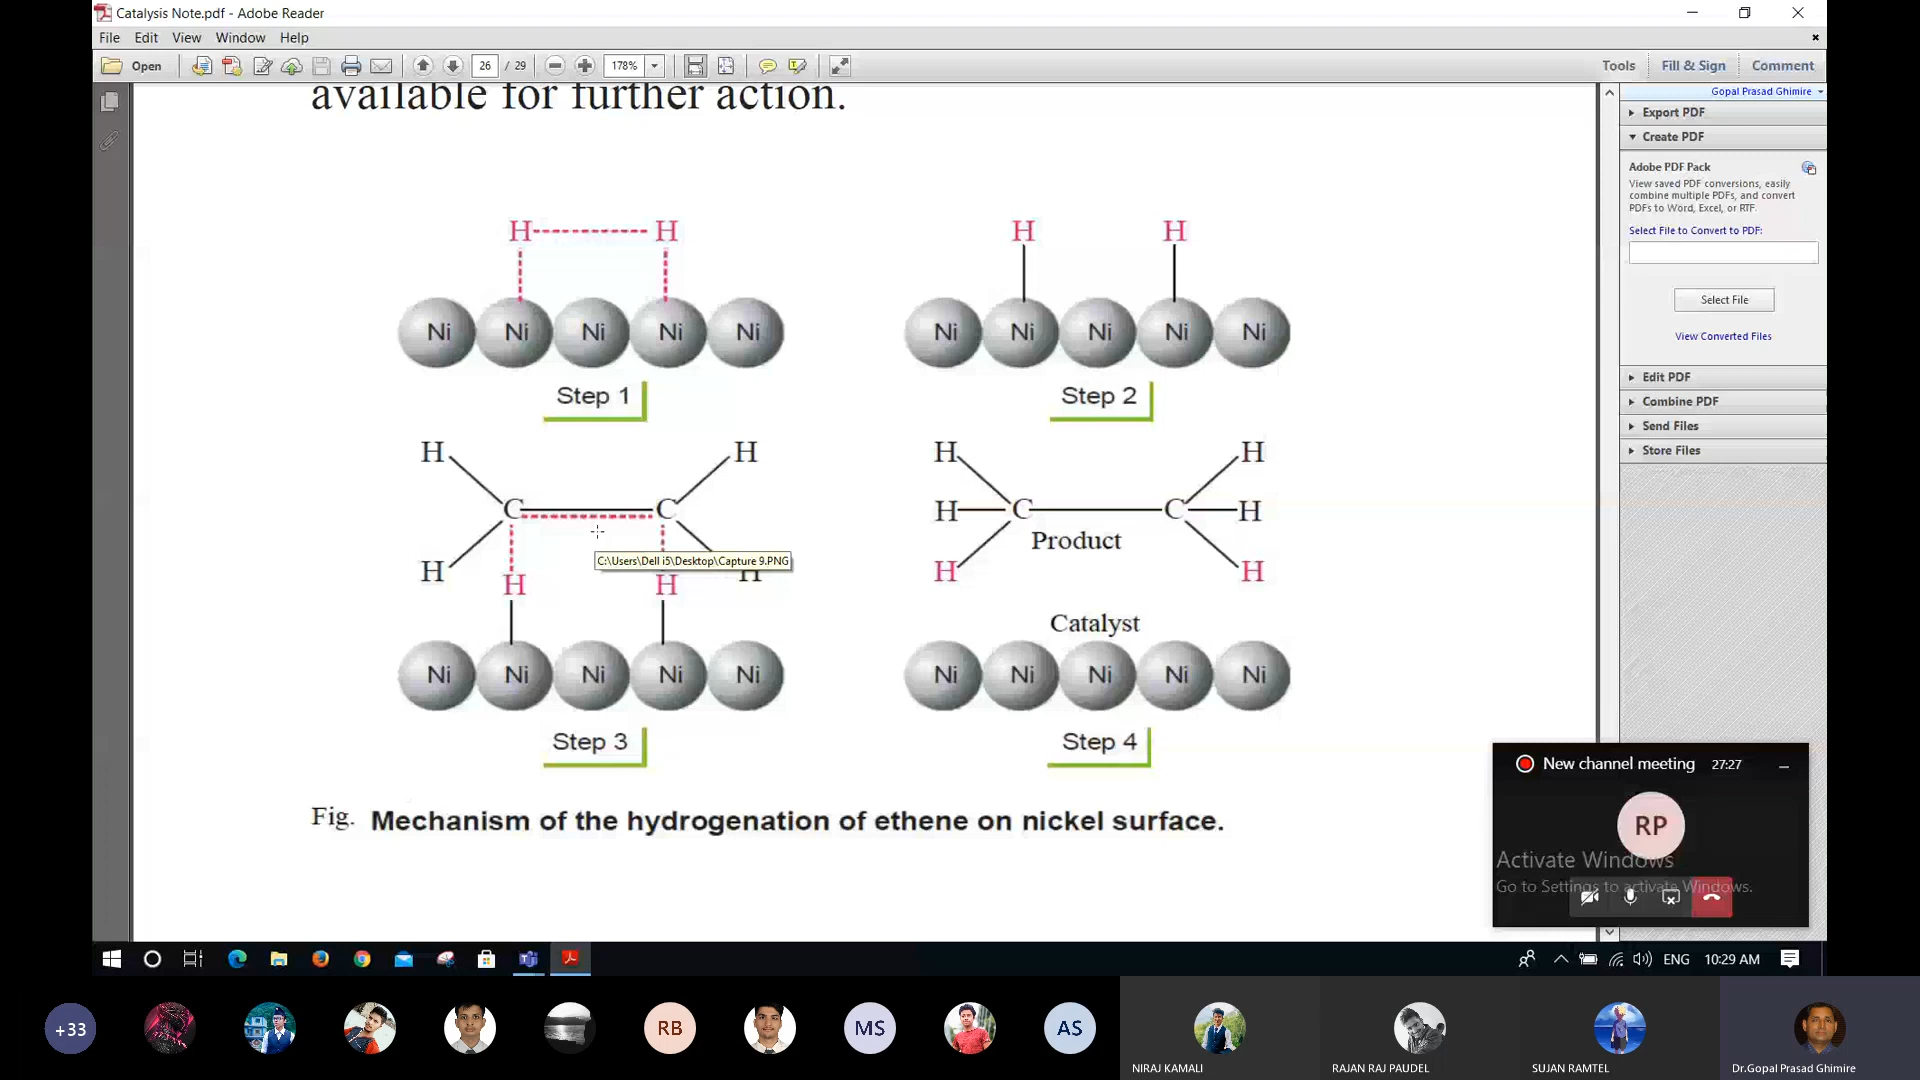 Catalysis Note.pdf - Adobe Reader
File Edit View Window Help
Open 26 / 29 178% Tools Fill & Sign Comment
available for further action.
H H
Ni Ni Ni Ni Ni
Step 1
H H
Ni Ni Ni Ni Ni
Step 2
H H
C C
H H
H H
C:\Users\Dell i5\Desktop\Capture 9.PNG
Ni Ni Ni Ni Ni
Step 3
H H
H C C H
Product
H H
Catalyst
Ni Ni Ni Ni Ni
Step 4
Fig. Mechanism of the hydrogenation of ethene on nickel surface.
Gopal Prasad Ghimire
Export PDF
Create PDF
Adobe PDF Pack
View saved PDF conversions, easily
combine multiple PDFs, and convert
PDFs to Word, Excel, or RTF.
Select File to Convert to PDF:
Select File
View Converted Files
Edit PDF
Combine PDF
Send Files
Store Files
New channel meeting 27:27
RP
Activate Windows
Go to Settings to activate Windows.
ENG 10:29 AM
+33 RB MS AS
NIRAJ KAMALI RAJAN RAJ PAUDEL SUJAN RAMTEL Dr.Gopal Prasad Ghimire